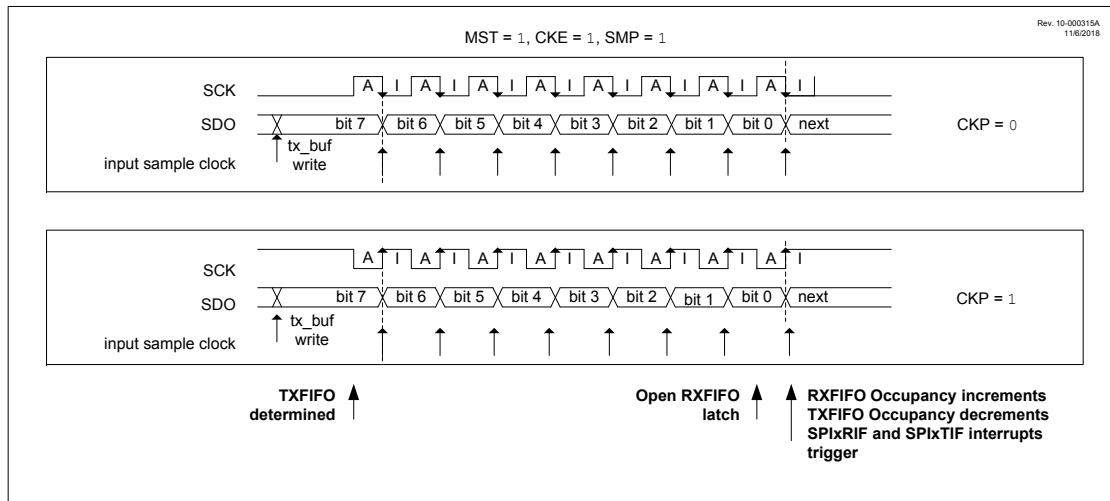 Rev. 10-000315A
11/6/2018
MST = 1, CKE = 1, SMP = 1
SCK A I A I A I A I A I A I A I A I
SDO bit 7 bit 6 bit 5 bit 4 bit 3 bit 2 bit 1 bit 0 next
CKP = 0
tx_buf
write
input sample clock
SCK A I A I A I A I A I A I A I A I
SDO bit 7 bit 6 bit 5 bit 4 bit 3 bit 2 bit 1 bit 0 next
CKP = 1
tx_buf
write
input sample clock
TXFIFO
determined
Open RXFIFO
latch
RXFIFO Occupancy increments
TXFIFO Occupancy decrements
SPIxRIF and SPIxTIF interrupts
trigger